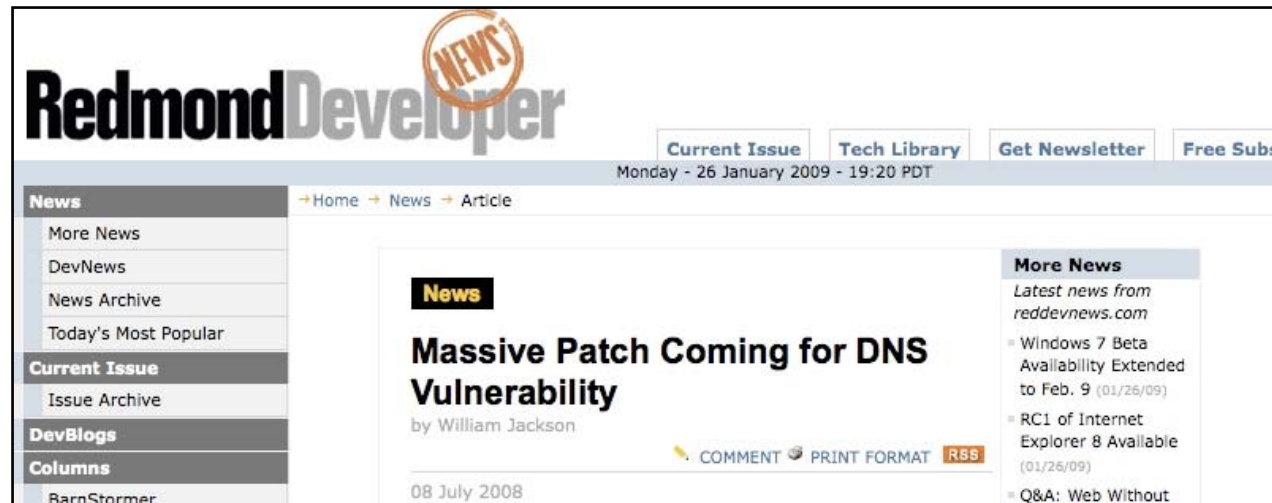 NEWS
RedmondDeveloper
Current Issue
Tech Library
Get Newsletter
Free Subs
Monday - 26 January 2009 - 19:20 PDT
News
More News
DevNews
News Archive
Today's Most Popular
Current Issue
Issue Archive
DevBlogs
Columns
BarnStormer
→Home → News → Article
News
Massive Patch Coming for DNS
Vulnerability
by William Jackson
COMMENT PRINT FORMAT RSS
08 July 2008
More News
Latest news from
reddevnews.com
Windows 7 Beta
Availability Extended
to Feb. 9 (01/26/09)
RC1 of Internet
Explorer 8 Available
(01/26/09)
Q&A: Web Without